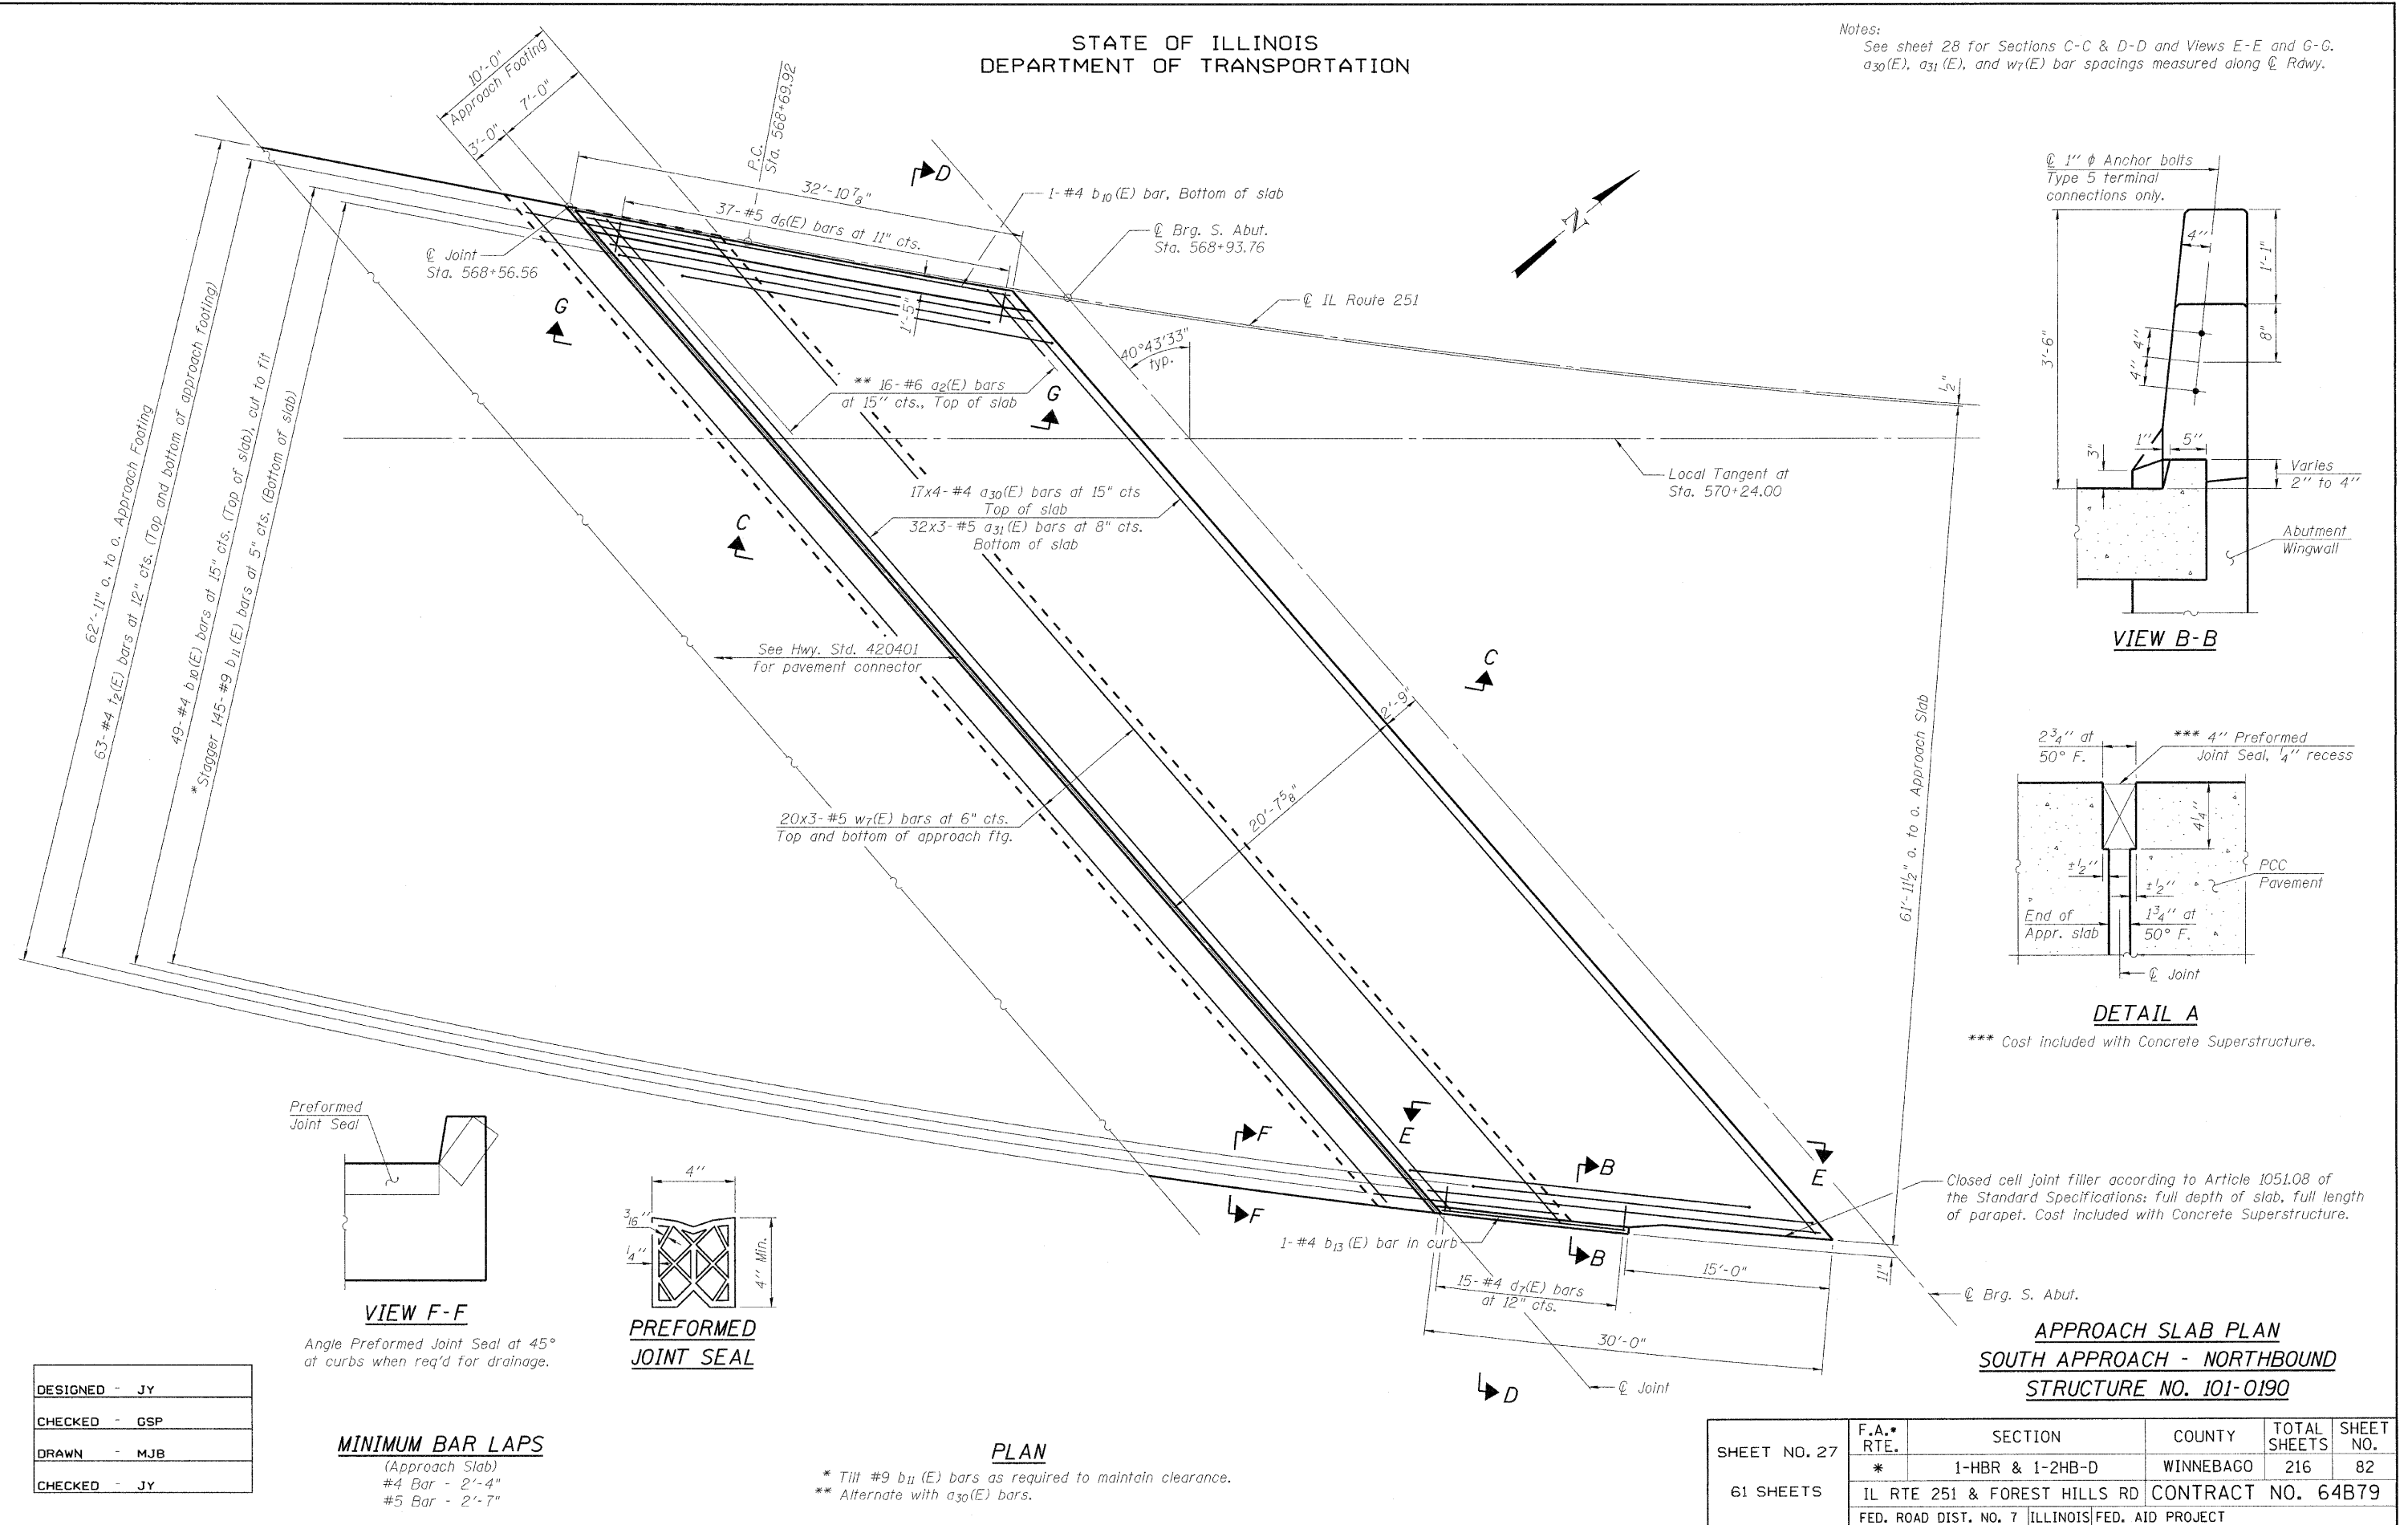 STATE OF ILLINOIS
DEPARTMENT OF TRANSPORTATION
Notes:
See sheet 28 for Sections C-C & D-D and Views E-E and G-G.
a30(E), a31 (E), and w7(E) bar spacings measured along ℄ Rdwy.
10'-0"
Approach Footing
7'-0"
3'-0"
P.C.
Sta. 568+69.92
32'-10 7/8"
37-#5 d6(E) bars at 11" cts.
D
1-#4 b10 (E) bar, Bottom of slab
℄ Brg. S. Abut.
Sta. 568+93.76
℄ Joint
Sta. 568+56.56
℄ IL Route 251
N
1'-5"
G
40°43'33"
typ.
1/2"
** 16-#6 a2(E) bars
at 15" cts., Top of slab
G
17x4-#4 a30(E) bars at 15" cts
Top of slab
32x3-#5 a31(E) bars at 8" cts.
Bottom of slab
Local Tangent at
Sta. 570+24.00
C
C
62'-11" o. to o. Approach Footing
63-#4 t2(E) bars at 12" cts. (Top and bottom of approach footing)
49-#4 b10(E) bars at 15" cts. (Top of slab), cut to fit
*Stagger 145-#9 b11(E) bars at 5" cts. (Bottom of slab)
See Hwy. Std. 420401
for pavement connector
2'-9"
20'-7 5/8"
20x3-#5 w7(E) bars at 6" cts.
Top and bottom of approach ftg.
61'-11 1/2" o. to o. Approach Slab
℄ 1" φ Anchor bolts
Type 5 terminal
connections only.
4"
1'-1"
3'-6"
4"
4"
8"
1"
5"
3"
Varies
2" to 4"
Abutment
Wingwall
VIEW B-B
2 3/4" at
50° F.
*** 4" Preformed
Joint Seal, 1/4" recess
4 1/4"
±1/2"
±1/2"
PCC
Pavement
End of
Appr. slab
1 3/4" at
50° F.
℄ Joint
DETAIL A
*** Cost included with Concrete Superstructure.
Preformed
Joint Seal
VIEW F-F
Angle Preformed Joint Seal at 45°
at curbs when req'd for drainage.
4"
3/16"
1/4"
4" Min.
PREFORMED
JOINT SEAL
F
F
E
E
B
B
1-#4 b13 (E) bar in curb
15-#4 d7(E) bars
at 12" cts.
15'-0"
30'-0"
11"
D
℄ Joint
℄ Brg. S. Abut.
Closed cell joint filler according to Article 1051.08 of
the Standard Specifications: full depth of slab, full length
of parapet. Cost included with Concrete Superstructure.
APPROACH SLAB PLAN
SOUTH APPROACH - NORTHBOUND
STRUCTURE NO. 101-0190
DESIGNED - JY
CHECKED - GSP
DRAWN - MJB
CHECKED - JY
MINIMUM BAR LAPS
(Approach Slab)
#4 Bar - 2'-4"
#5 Bar - 2'-7"
PLAN
* Tilt #9 b11 (E) bars as required to maintain clearance.
** Alternate with a30(E) bars.
SHEET NO. 27
61 SHEETS
F.A.* RTE. SECTION COUNTY TOTAL SHEETS SHEET NO.
* 1-HBR & 1-2HB-D WINNEBAGO 216 82
IL RTE 251 & FOREST HILLS RD CONTRACT NO. 64B79
FED. ROAD DIST. NO. 7 ILLINOIS FED. AID PROJECT